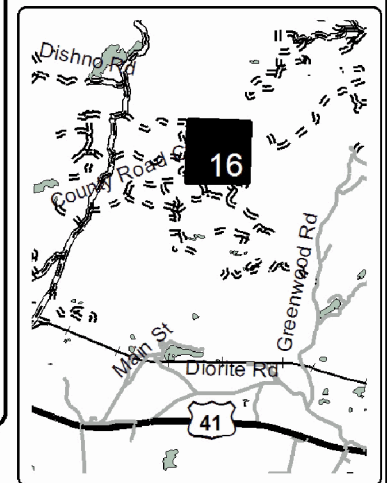 Dishno Rd
County Road C
16
Greenwood Rd
Main St
Diorite Rd
41